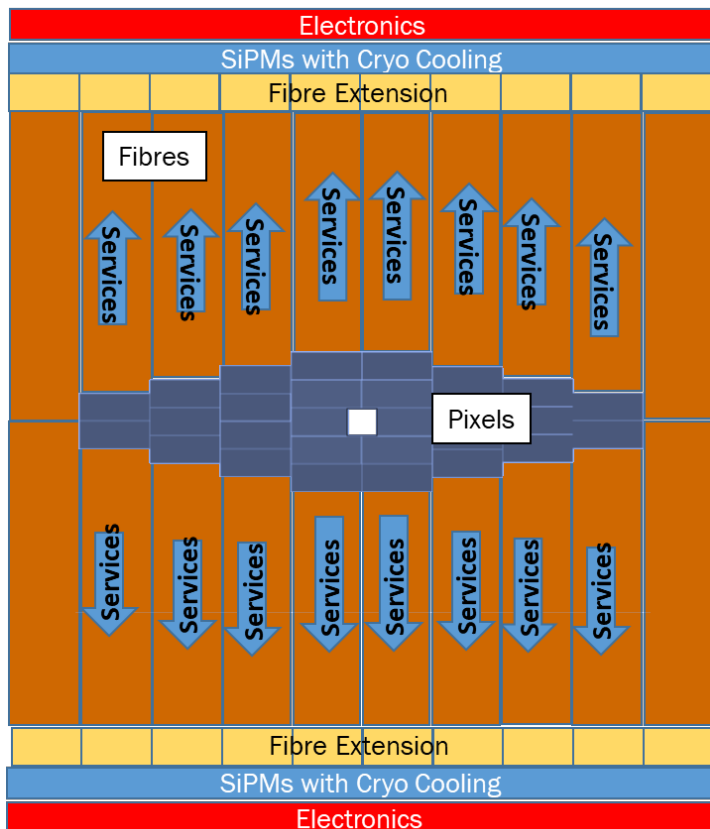 Electronics
SiPMs with Cryo Cooling
Fibre Extension
Fibres
Services
Services
Services
Services
Services
Services
Services
Services
Pixels
Services
Services
Services
Services
Services
Services
Services
Services
Fibre Extension
SiPMs with Cryo Cooling
Electronics